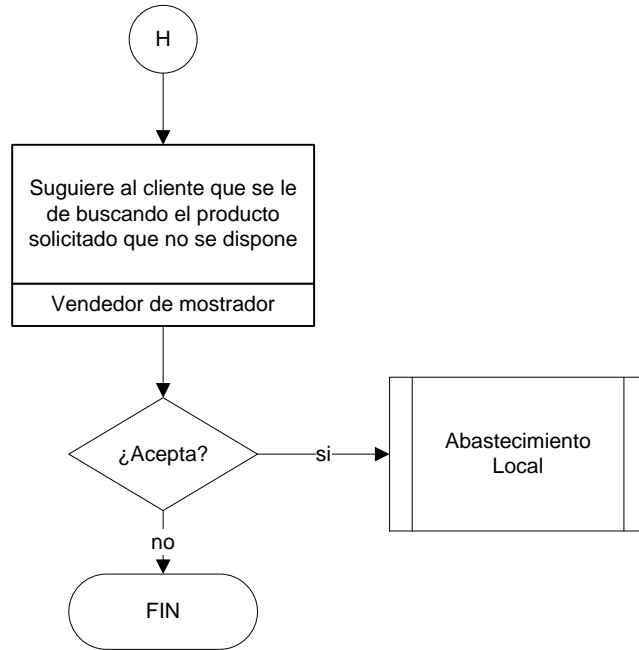 H
Suguiere al cliente que se le
de buscando el producto
solicitado que no se dispone
Vendedor de mostrador
¿Acepta?
si
Abastecimiento
Local
no
FIN